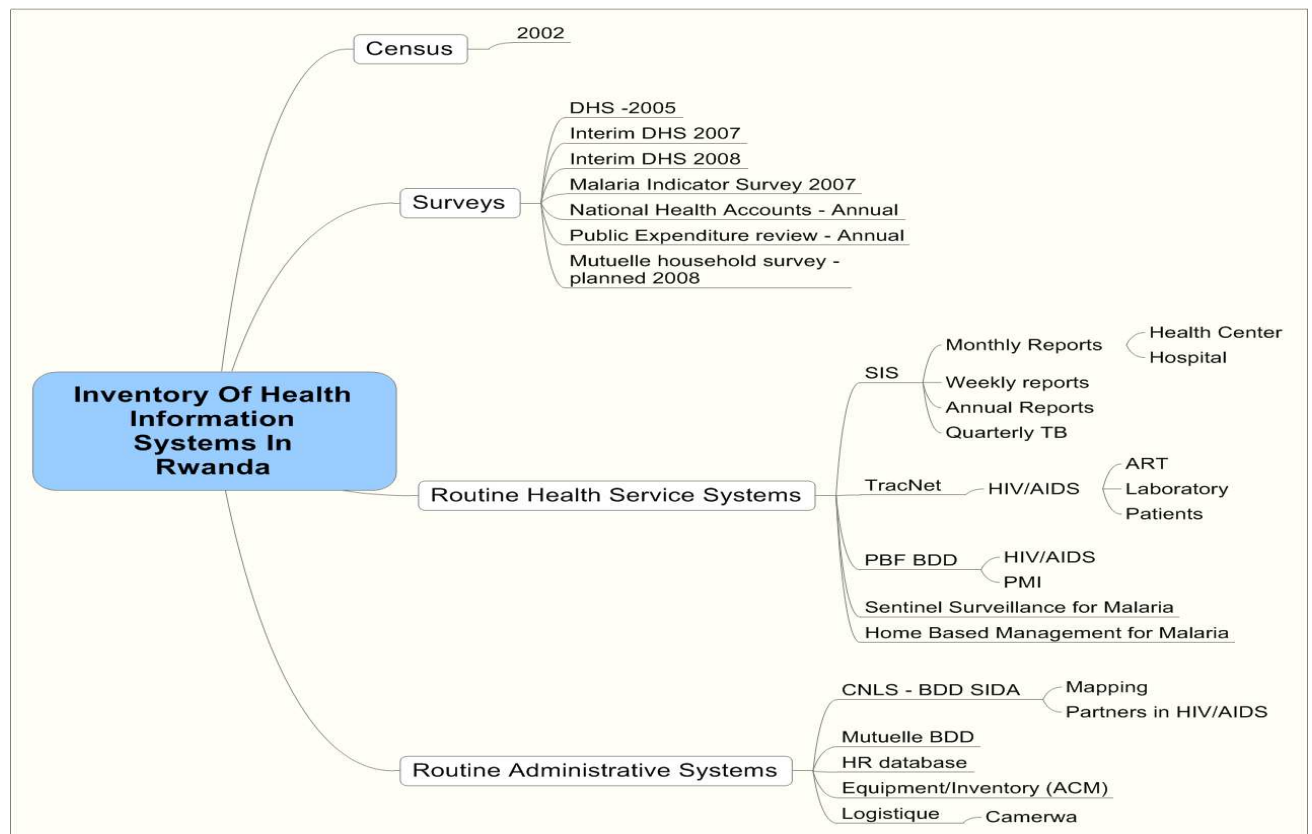 Census
2002
DHS -2005
Interim DHS 2007
Interim DHS 2008
Malaria Indicator Survey 2007
Surveys
National Health Accounts - Annual
Public Expenditure review - Annual
Mutuelle household survey -
planned 2008
Inventory Of Health
Information
Systems In
Rwanda
Routine Health Service Systems
SIS
Monthly Reports
Health Center
Hospital
Weekly reports
Annual Reports
Quarterly TB
TracNet
HIV/AIDS
ART
Laboratory
Patients
PBF BDD
HIV/AIDS
PMI
Sentinel Surveillance for Malaria
Home Based Management for Malaria
Routine Administrative Systems
CNLS - BDD SIDA
Mapping
Partners in HIV/AIDS
Mutuelle BDD
HR database
Equipment/Inventory (ACM)
Logistique
Camerwa